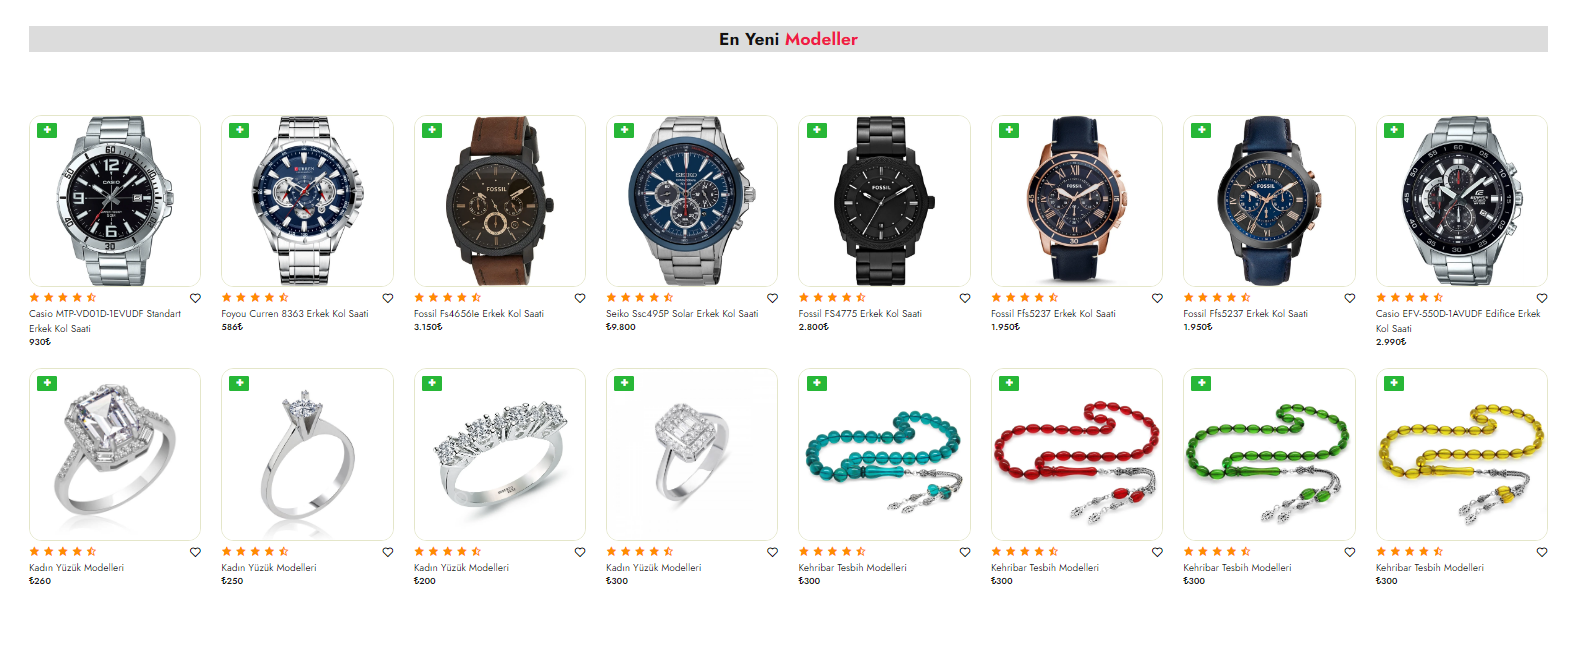 En Yeni Modeller
Casio MTP-VD01D-1EVUDF Standart
Erkek Kol Saati
930₺
Foyou Curren 8363 Erkek Kol Saati
586₺
Fossil Fs4656Ie Erkek Kol Saati
3.150₺
Seiko Ssc495P Solar Erkek Kol Saati
₺9.800
Fossil FS4775 Erkek Kol Saati
2.800₺
Fossil Ffs5237 Erkek Kol Saati
1.950₺
Fossil Ffs5237 Erkek Kol Saati
1.950₺
Casio EFV-550D-1AVUDF Edifice Erkek
Kol Saati
2.990₺
Kadın Yüzük Modelleri
₺260
Kadın Yüzük Modelleri
₺250
Kadın Yüzük Modelleri
₺200
Kadın Yüzük Modelleri
₺300
Kehribar Tesbih Modelleri
₺300
Kehribar Tesbih Modelleri
₺300
Kehribar Tesbih Modelleri
₺300
Kehribar Tesbih Modelleri
₺300